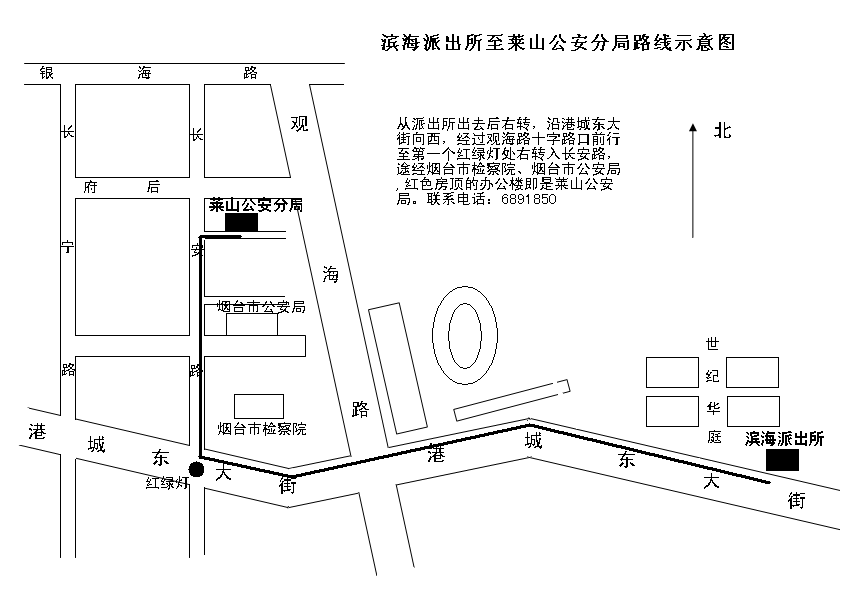 滨海派出所至莱山公安分局路线示意图
银海路
从派出所出去后右转，沿港城东大
街向西，经过观海路十字路口前行
至第一个红绿灯处右转入长安路，
途经烟台市检察院、烟台市公安局
,红色房顶的办公楼即是莱山公安
局。联系电话：6891850
北
观海路
长宁路
长安路
府后
莱山公安分局
烟台市公安局
烟台市检察院
世纪华庭
滨海派出所
港城东大街
红绿灯
港城东大街